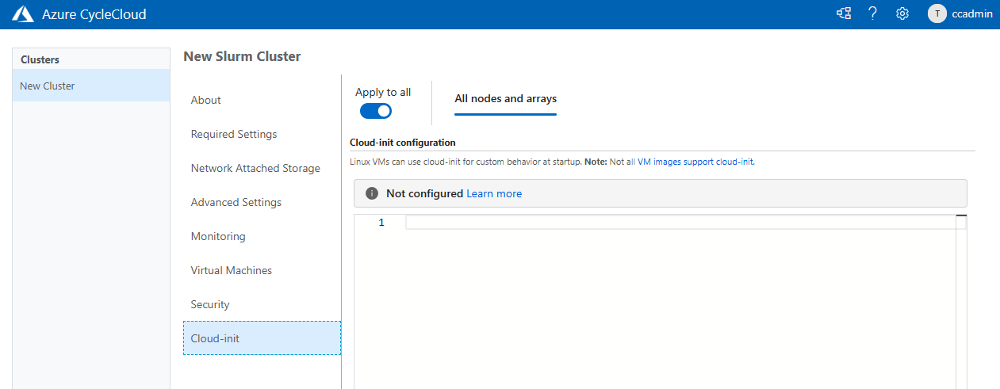 Azure CycleCloud
? T ccadmin
Clusters
New Cluster
New Slurm Cluster
About
Required Settings
Network Attached Storage
Advanced Settings
Monitoring
Virtual Machines
Security
Cloud-init
Apply to all
All nodes and arrays
Cloud-init configuration
Linux VMs can use cloud-init for custom behavior at startup. Note: Not all VM images support cloud-init.
Not configured Learn more
1